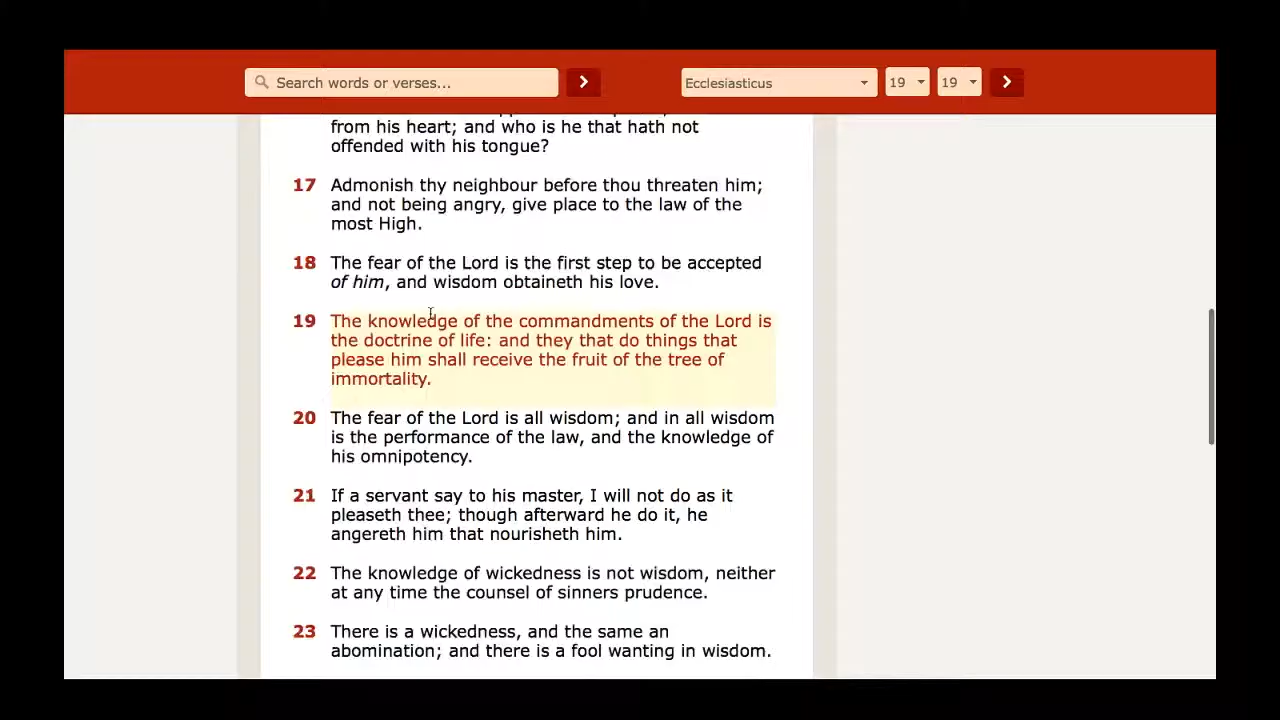 Search words or verses...
Ecclesiasticus
19
19
from his heart; and who is he that hath not
offended with his tongue?
17 Admonish thy neighbour before thou threaten him;
and not being angry, give place to the law of the
most High.
18 The fear of the Lord is the first step to be accepted
of him, and wisdom obtaineth his love.
19 The knowledge of the commandments of the Lord is
the doctrine of life: and they that do things that
please him shall receive the fruit of the tree of
immortality.
20 The fear of the Lord is all wisdom; and in all wisdom
is the performance of the law, and the knowledge of
his omnipotency.
21 If a servant say to his master, I will not do as it
pleaseth thee; though afterward he do it, he
angereth him that nourisheth him.
22 The knowledge of wickedness is not wisdom, neither
at any time the counsel of sinners prudence.
23 There is a wickedness, and the same an
abomination; and there is a fool wanting in wisdom.